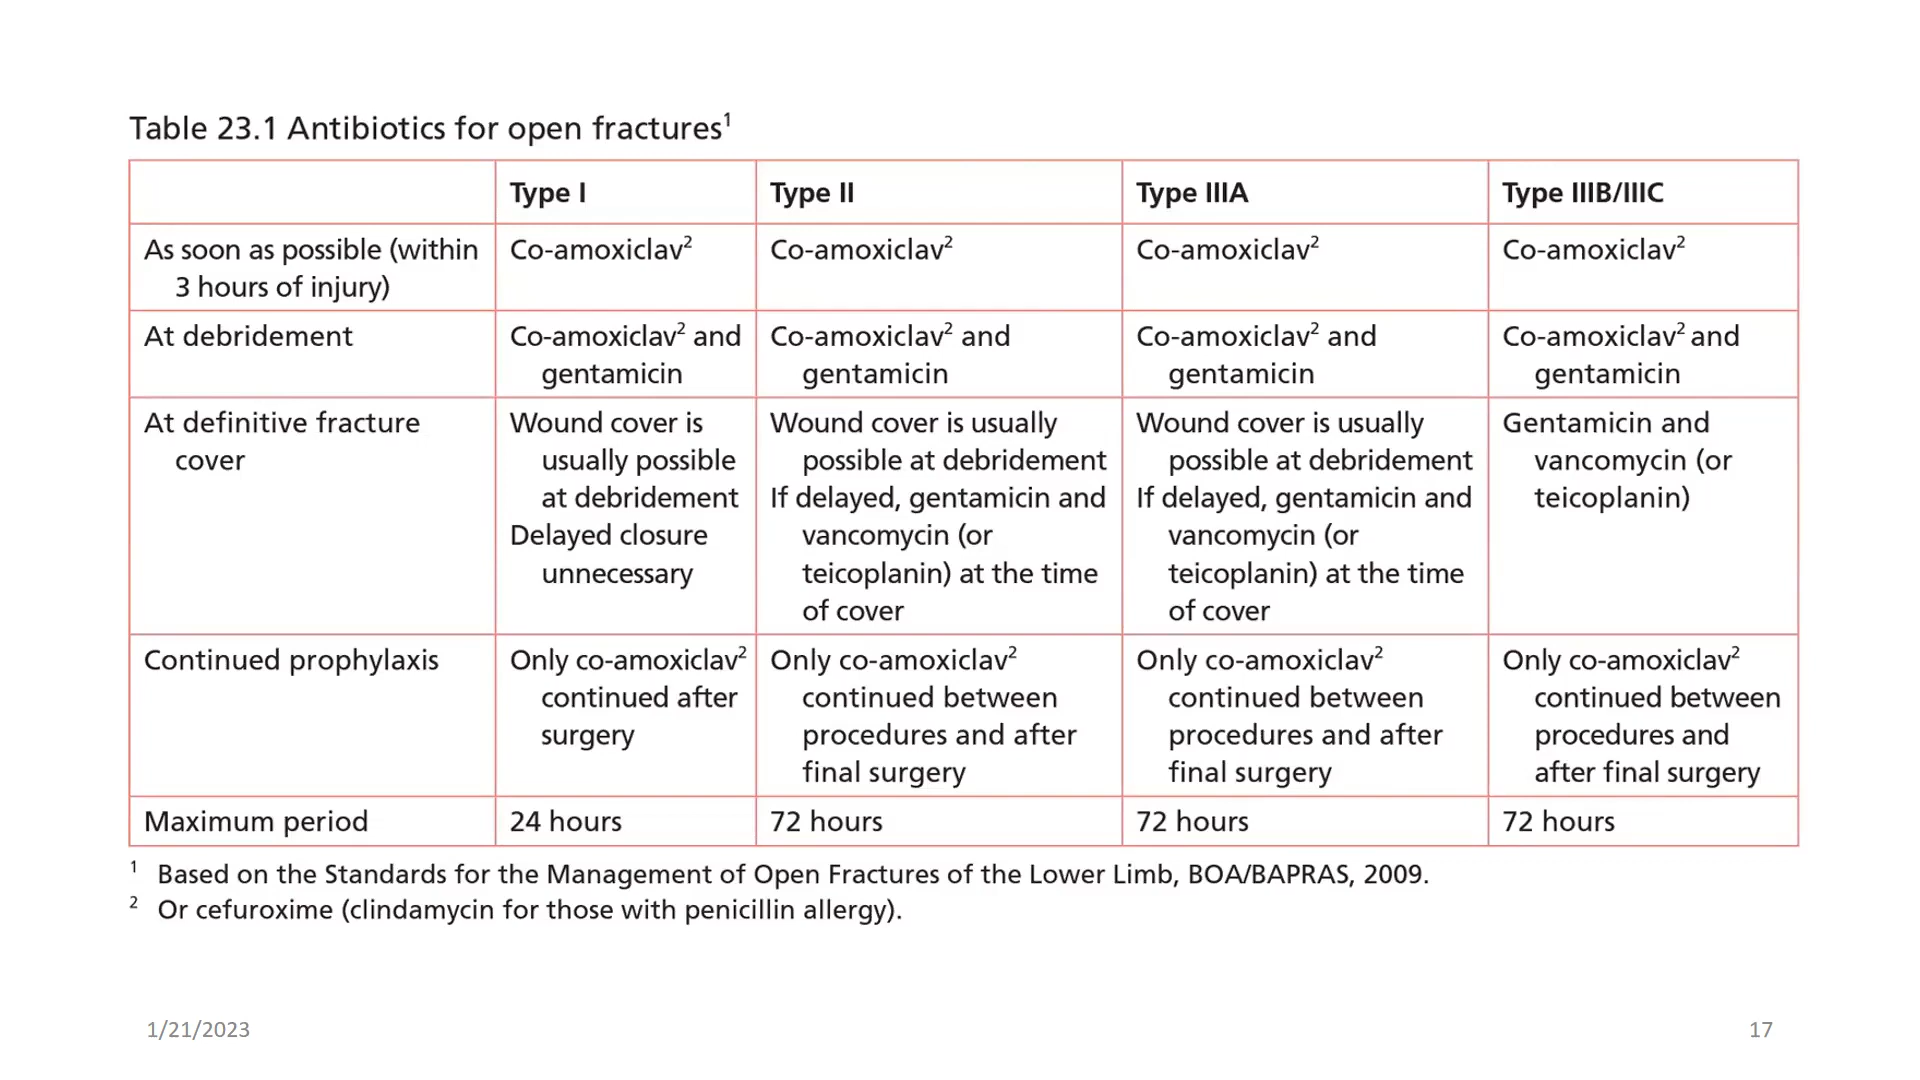 Table 23.1 Antibiotics for open fractures¹
Type I
Type II
Type IIIA
Type IIIB/IIIC
As soon as possible (within
3 hours of injury)
Co-amoxiclav²
Co-amoxiclav²
Co-amoxiclav²
Co-amoxiclav²
At debridement
Co-amoxiclav² and
gentamicin
Co-amoxiclav² and
gentamicin
Co-amoxiclav² and
gentamicin
Co-amoxiclav² and
gentamicin
At definitive fracture
cover
Wound cover is
usually possible
at debridement
Delayed closure
unnecessary
Wound cover is usually
possible at debridement
If delayed, gentamicin and
vancomycin (or
teicoplanin) at the time
of cover
Wound cover is usually
possible at debridement
If delayed, gentamicin and
vancomycin (or
teicoplanin) at the time
of cover
Gentamicin and
vancomycin (or
teicoplanin)
Continued prophylaxis
Only co-amoxiclav²
continued after
surgery
Only co-amoxiclav²
continued between
procedures and after
final surgery
Only co-amoxiclav²
continued between
procedures and after
final surgery
Only co-amoxiclav²
continued between
procedures and
after final surgery
Maximum period
24 hours
72 hours
72 hours
72 hours
¹ Based on the Standards for the Management of Open Fractures of the Lower Limb, BOA/BAPRAS, 2009.
² Or cefuroxime (clindamycin for those with penicillin allergy).
1/21/2023
17